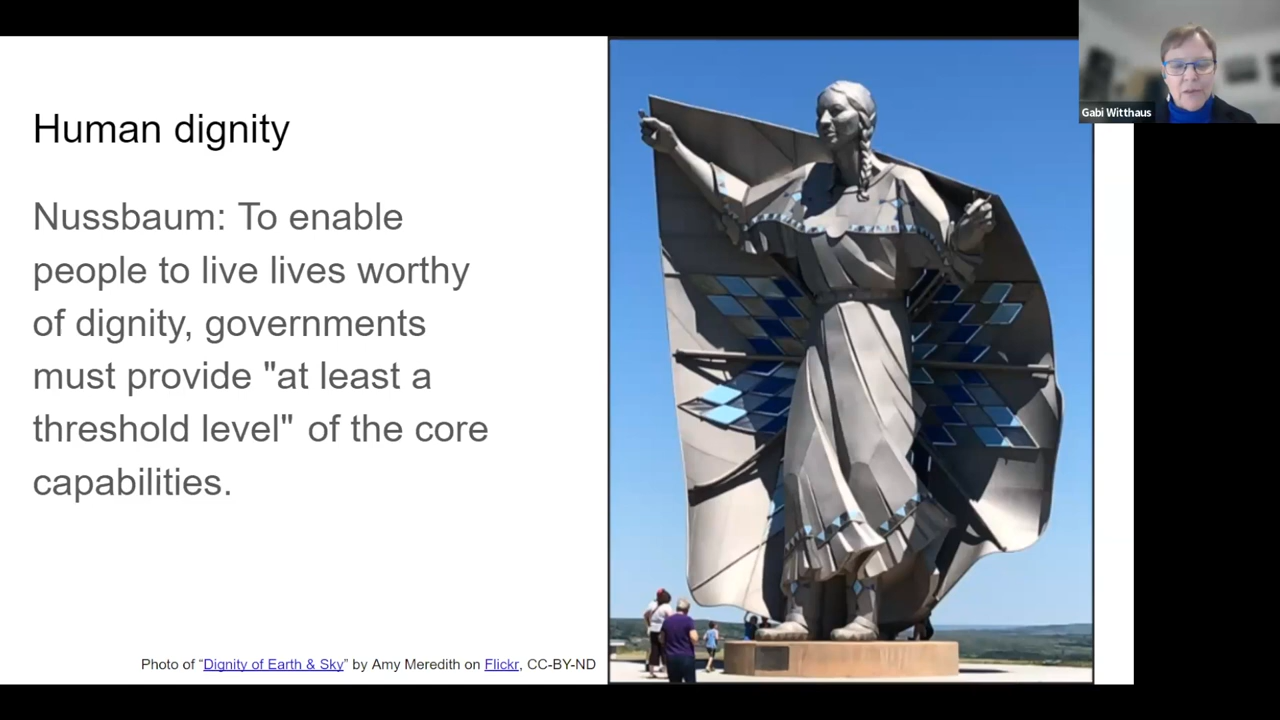 Human dignity
Nussbaum: To enable
people to live lives worthy
of dignity, governments
must provide "at least a
threshold level" of the core
capabilities.
Photo of “Dignity of Earth & Sky” by Amy Meredith on Flickr, CC-BY-ND
Gabi Witthaus